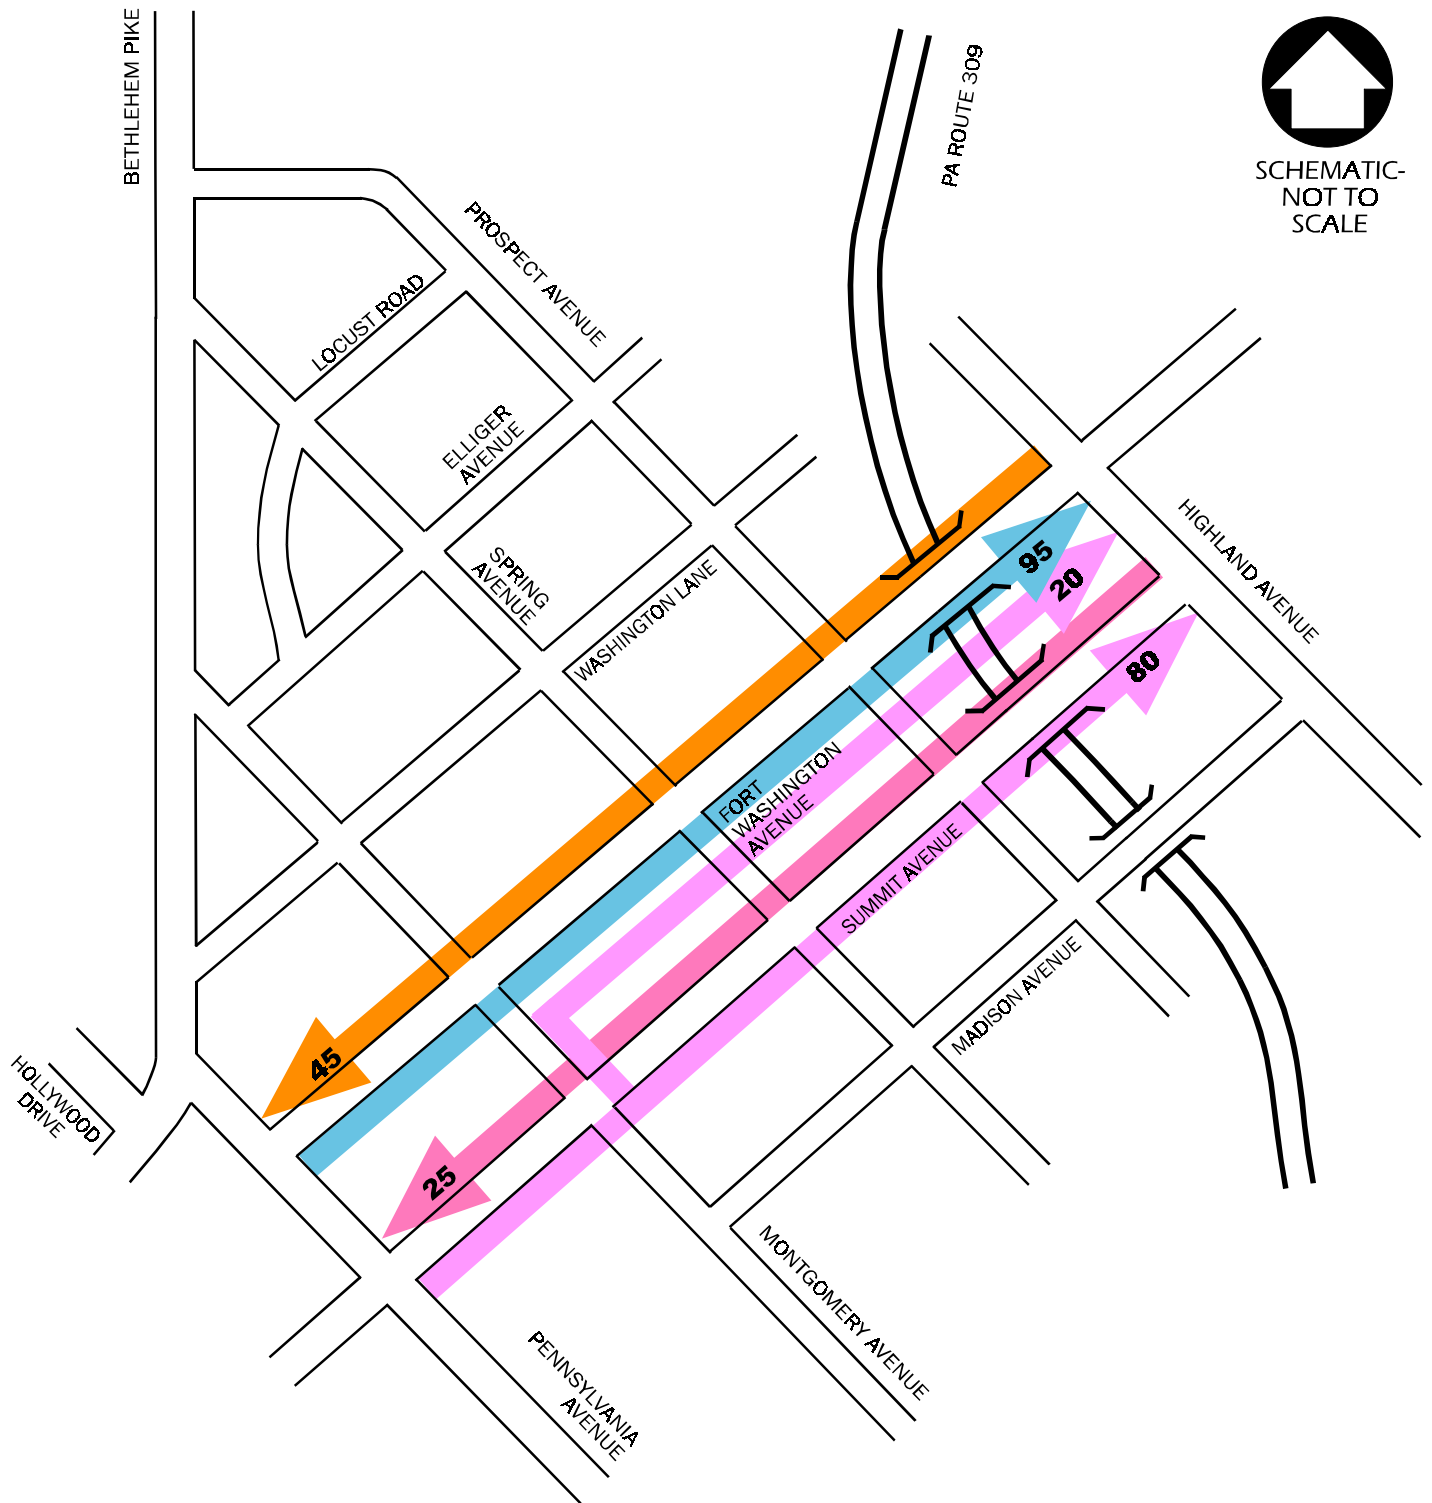 BETHLEHEM PIKE
PA ROUTE 309
SCHEMATIC-
NOT TO
SCALE
PROSPECT AVENUE
LOCUST ROAD
ELLIGER
AVENUE
SPRING
AVENUE
WASHINGTON LANE
HIGHLAND AVENUE
95
20
80
FORT
WASHINGTON
AVENUE
SUMMIT AVENUE
MADISON AVENUE
45
25
HOLLYWOOD
DRIVE
MONTGOMERY AVENUE
PENNSYLVANIA
AVENUE